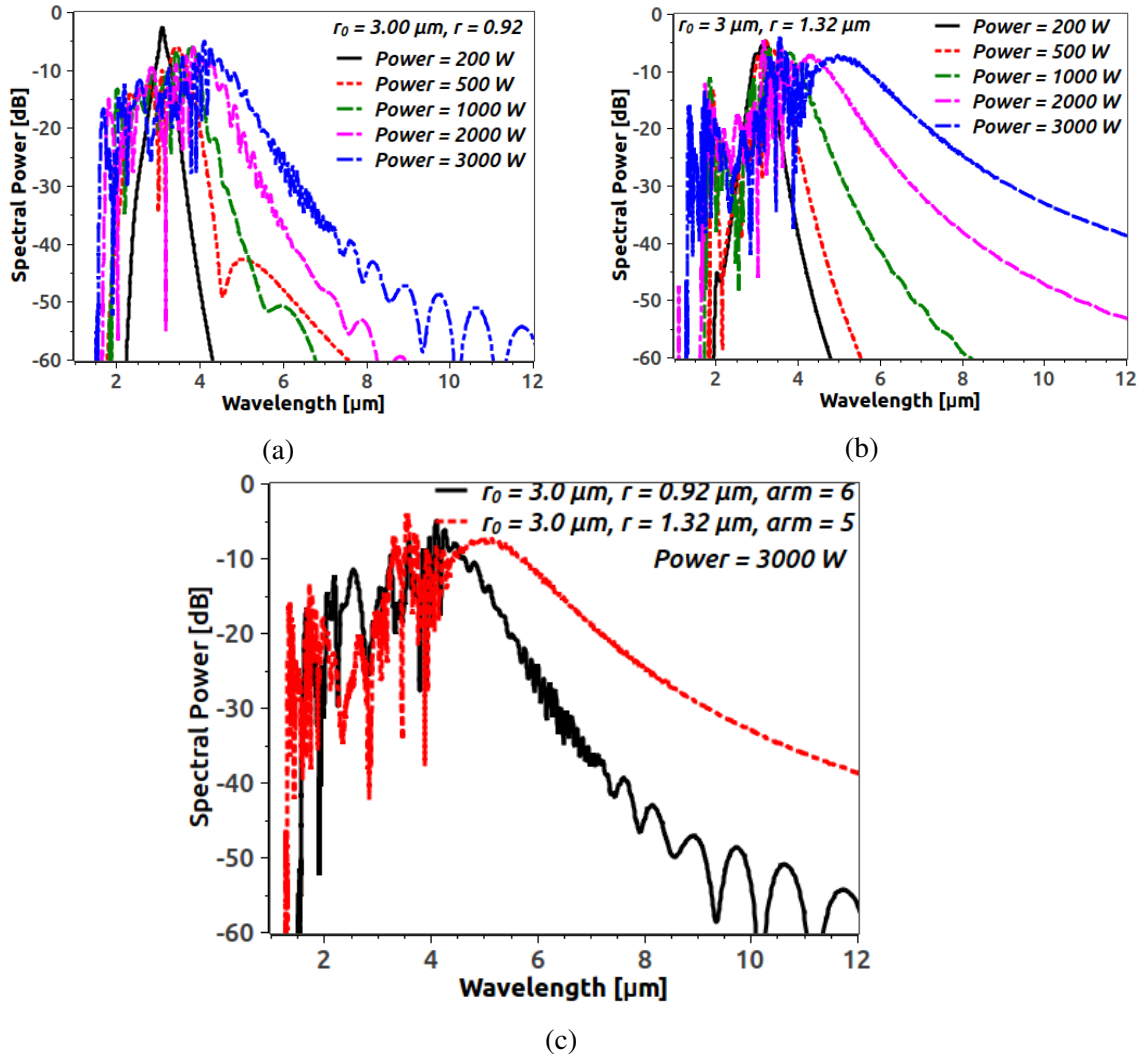 r₀ = 3.00 µm, r = 0.92
Power = 200 W
Power = 500 W
Power = 1000 W
Power = 2000 W
Power = 3000 W
0
-10
-20
-30
-40
-50
-60
Spectral Power [dB]
2 4 6 8 10 12
Wavelength [µm]
(a)
r₀ = 3 µm, r = 1.32 µm
Power = 200 W
Power = 500 W
Power = 1000 W
Power = 2000 W
Power = 3000 W
0
-10
-20
-30
-40
-50
-60
Spectral Power [dB]
2 4 6 8 10 12
Wavelength [µm]
(b)
r₀ = 3.0 µm, r = 0.92 µm, arm = 6
r₀ = 3.0 µm, r = 1.32 µm, arm = 5
Power = 3000 W
0
-10
-20
-30
-40
-50
-60
Spectral Power [dB]
2 4 6 8 10 12
Wavelength [µm]
(c)